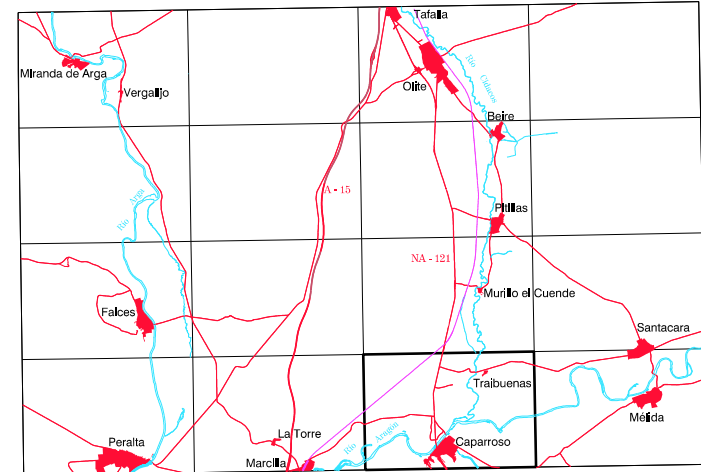 Tafalla
Miranda de Arga
Río Cidacos
Vergalijo
Olite
Beire
A - 15
Río Arga
Pitillas
NA - 121
Murillo el Cuende
Falces
Santacara
Traibuenas
Mélida
La Torre
Río Aragon
Peralta
Caparroso
Marcilla